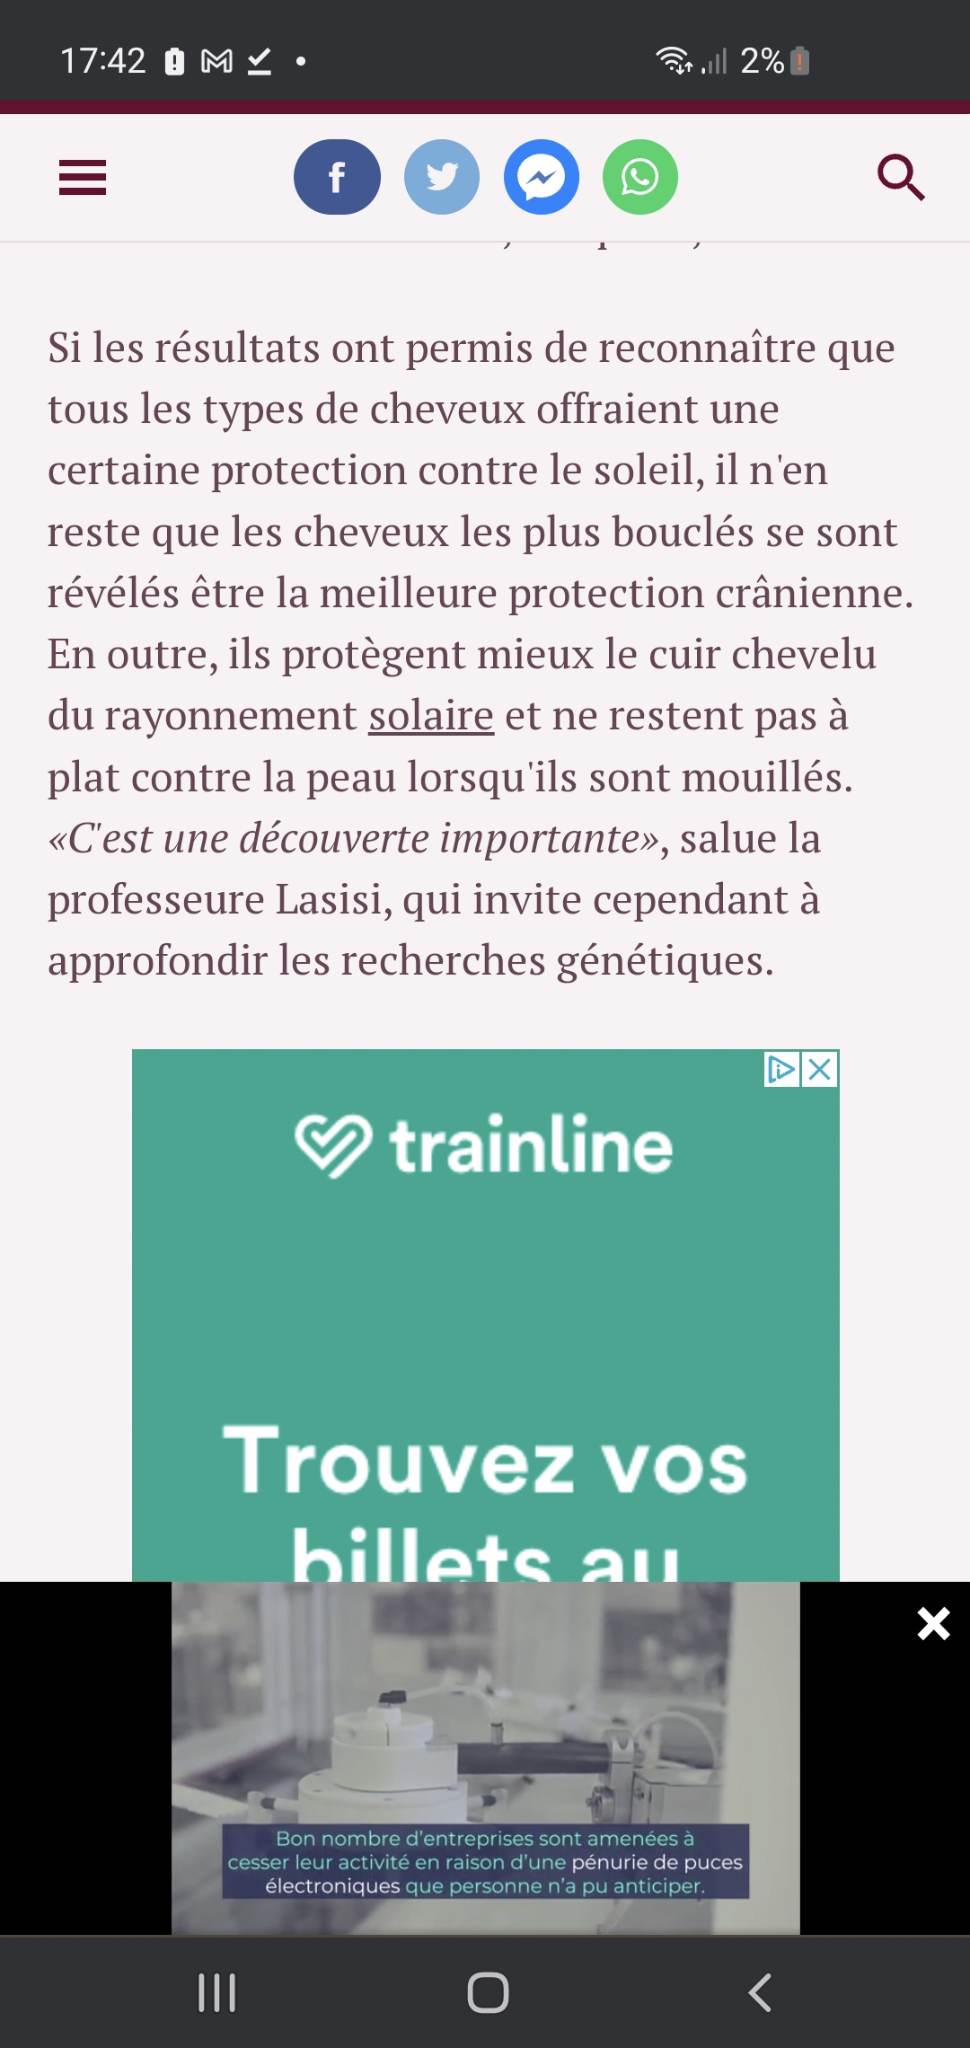 17:42
2%
Si les résultats ont permis de reconnaître que
tous les types de cheveux offraient une
certaine protection contre le soleil, il n'en
reste que les cheveux les plus bouclés se sont
révélés être la meilleure protection crânienne.
En outre, ils protègent mieux le cuir chevelu
du rayonnement solaire et ne restent pas à
plat contre la peau lorsqu'ils sont mouillés.
«C'est une découverte importante», salue la
professeure Lasisi, qui invite cependant à
approfondir les recherches génétiques.
trainline
Trouvez vos
billets au
Bon nombre d'entreprises sont amenées à
cesser leur activité en raison d'une pénurie de puces
électroniques que personne n'a pu anticiper.